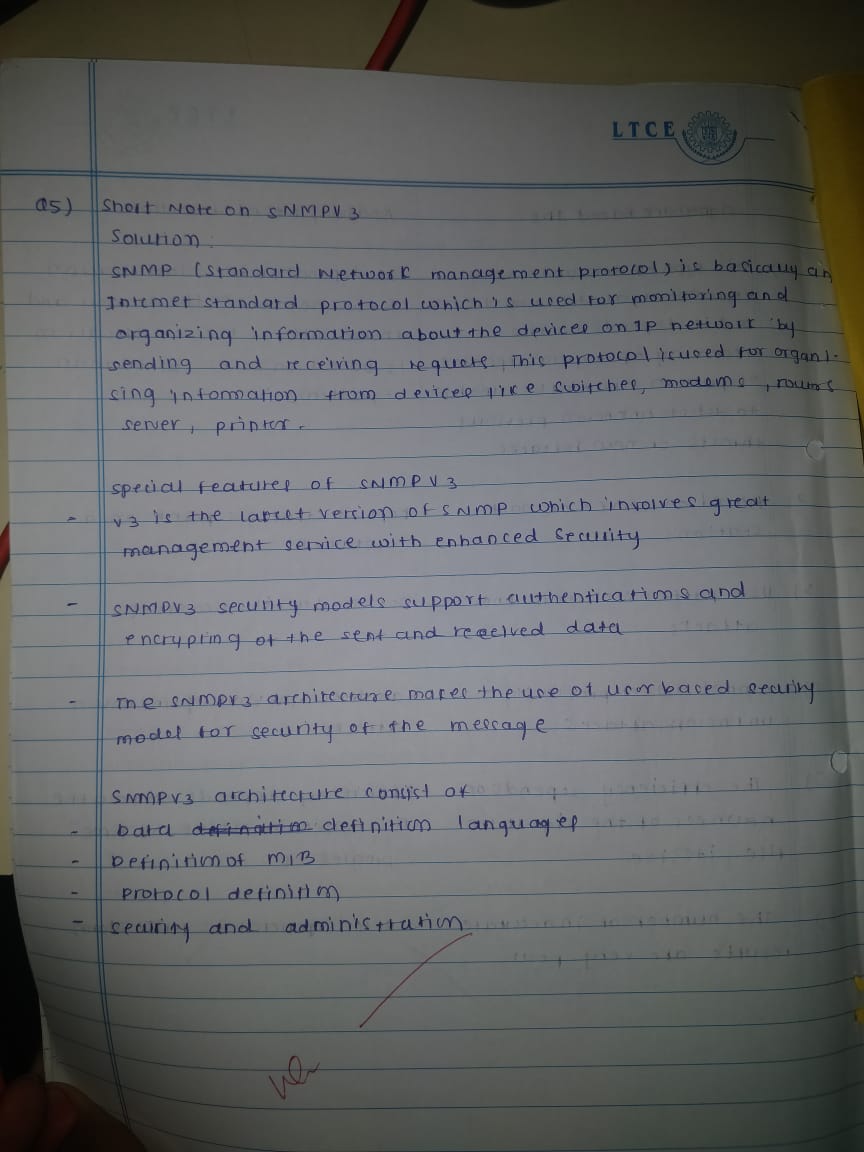 LTCE
Q5) Short Note on SNMPV3
Solution:
SNMP (Standard Network management protocol) is basically an
Internet standard protocol which is used for monitoring and
organizing information about the devices on IP network by
sending and receiving requets. This protocol is used for organi-
sing information from devices like switches, modems, routers
server, printer.
special features of SNMPV3
- V3 is the latest version of SNMP which involves great
management service with enhanced security
- SNMPV3 security models support authentications and
encrypting of the sent and received data
- The SNMPV3 architecture makes the use of user based security
model for security of the message
SNMPV3 architecture consist of
- Data definition definition languages
- Definition of MIB
- Protocol definition
- security and administration